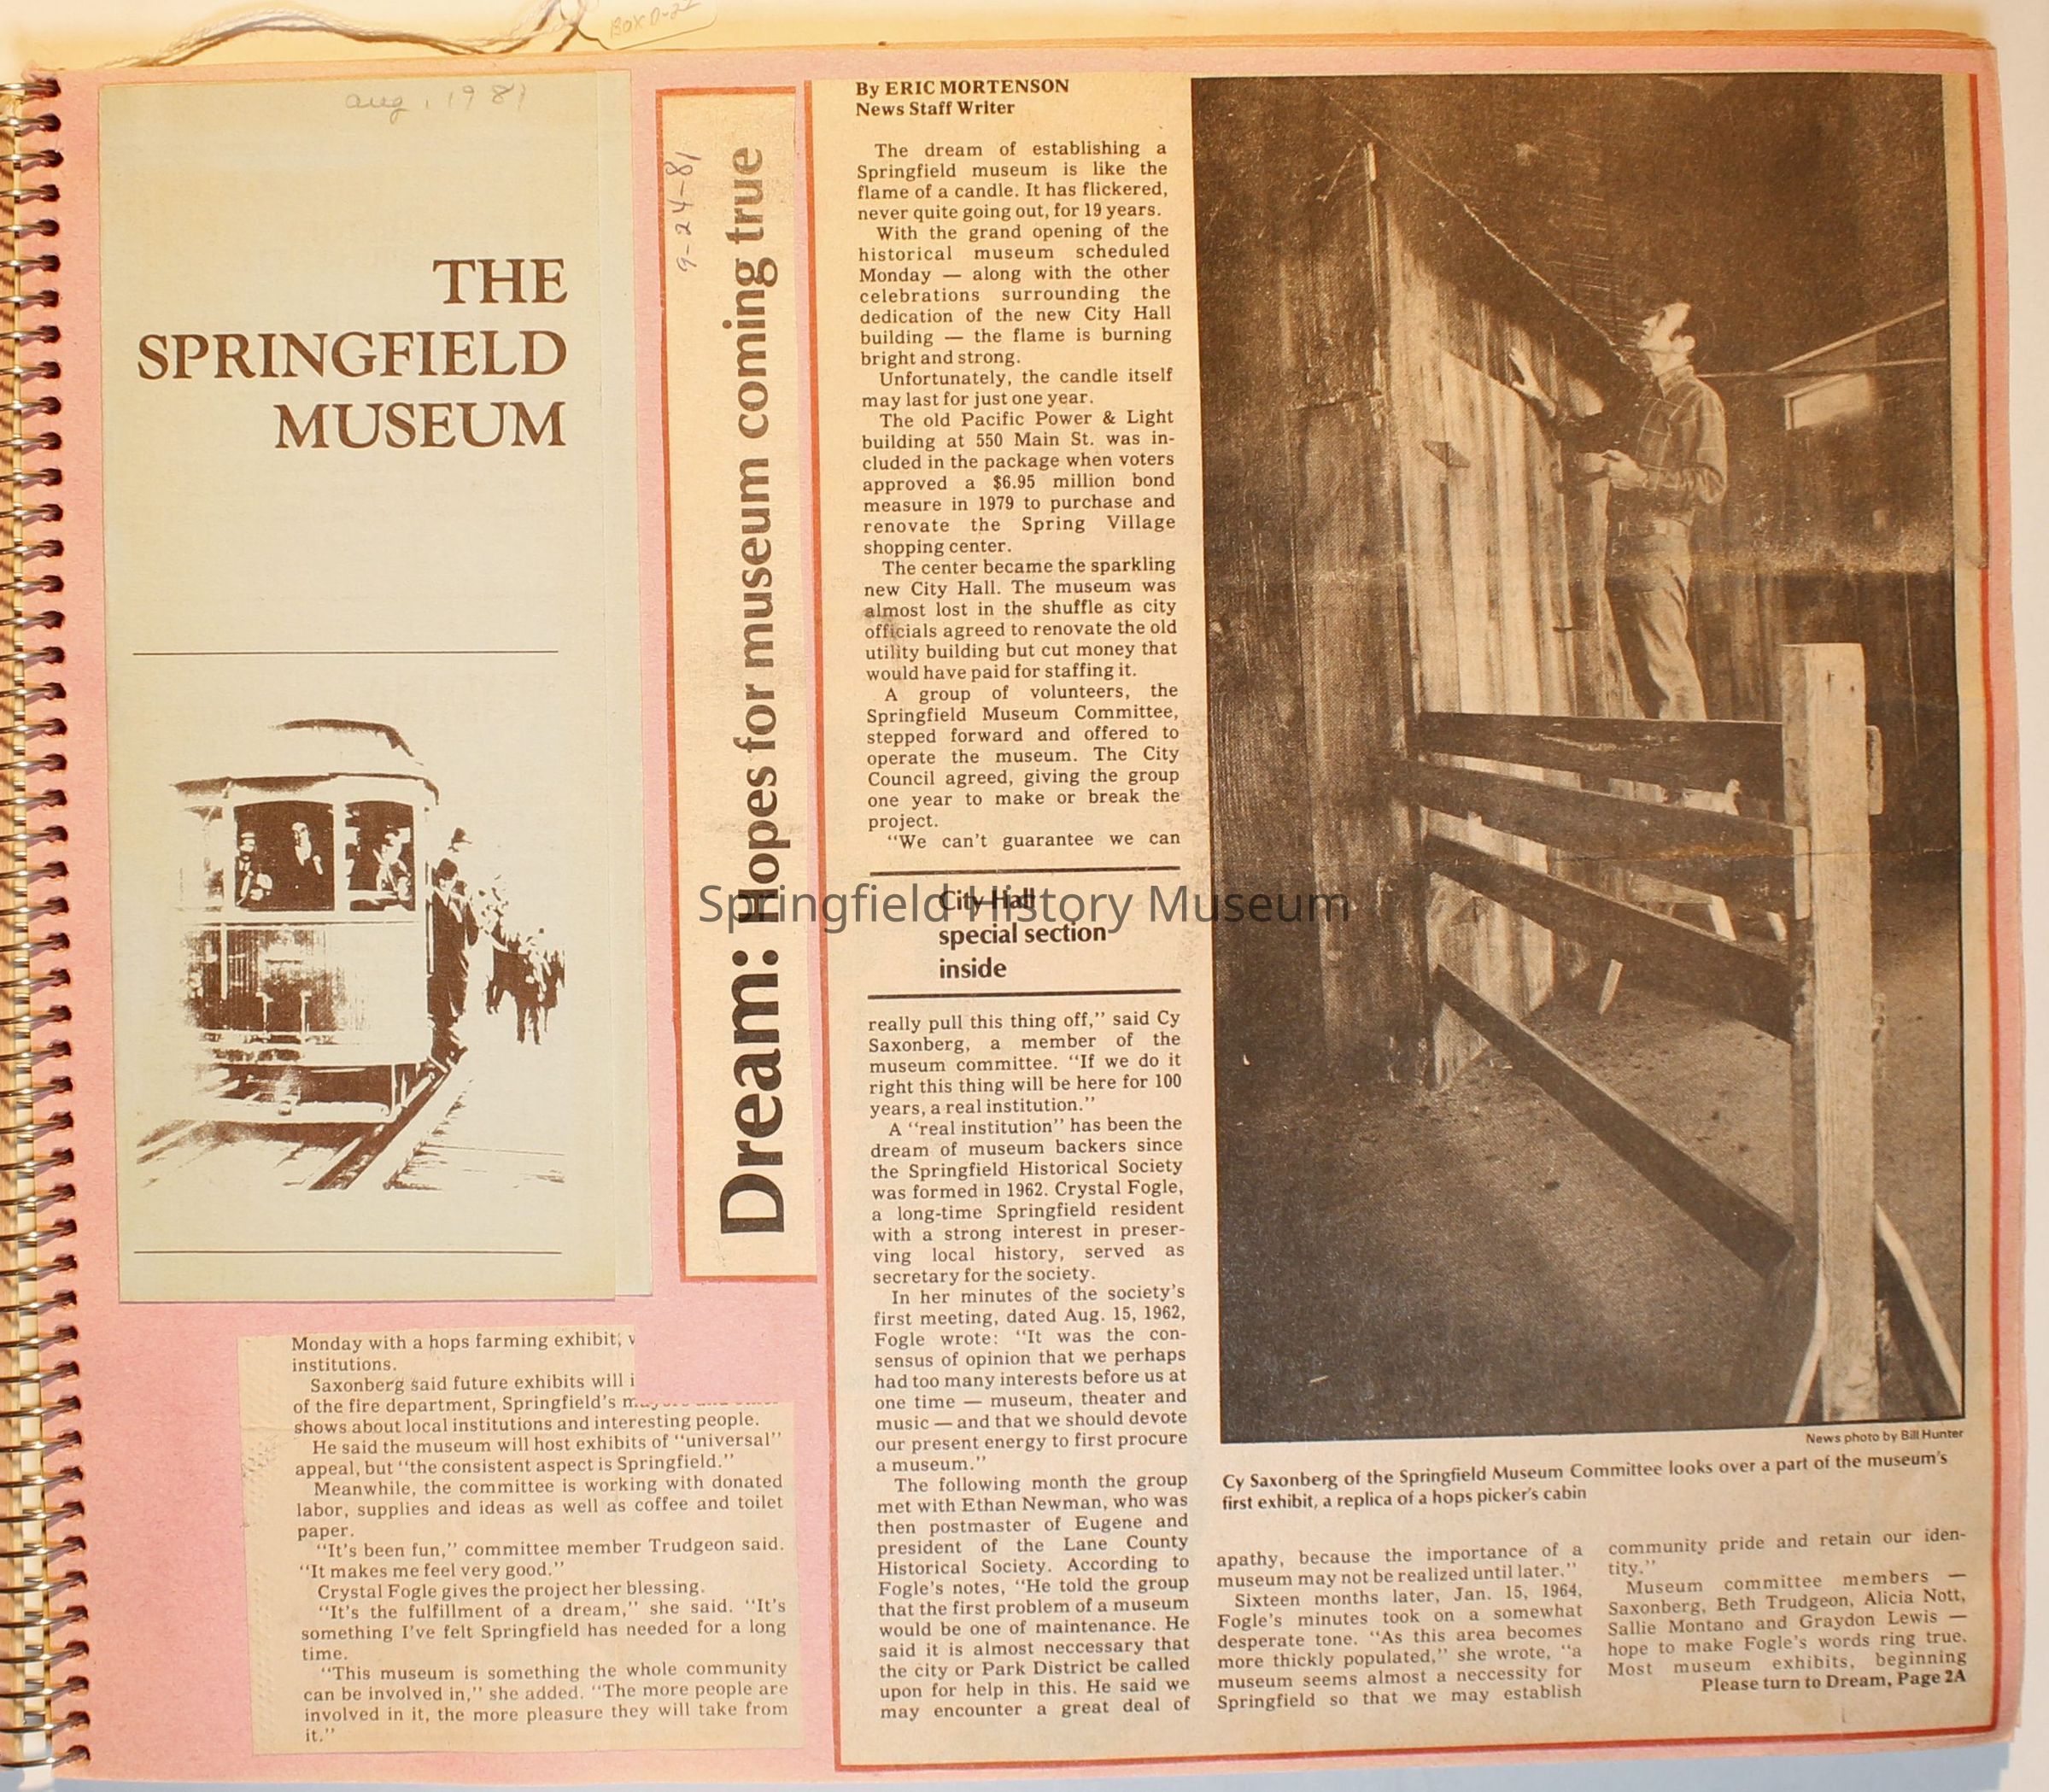 BOX D-22
aug, 1981
THE
SPRINGFIELD
MUSEUM
9-24-81
Dream: Hopes for museum coming true
By ERIC MORTENSON
News Staff Writer
The dream of establishing a
Springfield museum is like the
flame of a candle. It has flickered,
never quite going out, for 19 years.
With the grand opening of the
historical museum scheduled
Monday — along with the other
celebrations surrounding the
dedication of the new City Hall
building — the flame is burning
bright and strong.
Unfortunately, the candle itself
may last for just one year.
The old Pacific Power & Light
building at 550 Main St. was in-
cluded in the package when voters
approved a $6.95 million bond
measure in 1979 to purchase and
renovate the Spring Village
shopping center.
The center became the sparkling
new City Hall. The museum was
almost lost in the shuffle as city
officials agreed to renovate the old
utility building but cut money that
would have paid for staffing it.
A group of volunteers, the
Springfield Museum Committee,
stepped forward and offered to
operate the museum. The City
Council agreed, giving the group
one year to make or break the
project.
"We can't guarantee we can
City Hall
special section
inside
Springfield History Museum
really pull this thing off," said Cy
Saxonberg, a member of the
museum committee. "If we do it
right this thing will be here for 100
years, a real institution."
A "real institution" has been the
dream of museum backers since
the Springfield Historical Society
was formed in 1962. Crystal Fogle,
a long-time Springfield resident
with a strong interest in preser-
ving local history, served as
secretary for the society.
In her minutes of the society's
first meeting, dated Aug. 15, 1962,
Fogle wrote: "It was the con-
sensus of opinion that we perhaps
had too many interests before us at
one time — museum, theater and
music — and that we should devote
our present energy to first procure
a museum."
The following month the group
met with Ethan Newman, who was
then postmaster of Eugene and
president of the Lane County
Historical Society. According to
Fogle's notes, "He told the group
that the first problem of a museum
would be one of maintenance. He
said it is almost neccessary that
the city or Park District be called
upon for help in this. He said we
may encounter a great deal of
News photo by Bill Hunter
Cy Saxonberg of the Springfield Museum Committee looks over a part of the museum's
first exhibit, a replica of a hops picker's cabin
apathy, because the importance of a
museum may not be realized until later."
Sixteen months later, Jan. 15, 1964,
Fogle's minutes took on a somewhat
desperate tone. "As this area becomes
more thickly populated," she wrote, "a
museum seems almost a neccessity for
Springfield so that we may establish
community pride and retain our iden-
tity."
Museum committee members —
Saxonberg, Beth Trudgeon, Alicia Nott,
Sallie Montano and Graydon Lewis —
hope to make Fogle's words ring true.
Most museum exhibits, beginning
Please turn to Dream, Page 2A
Monday with a hops farming exhibit,
institutions.
Saxonberg said future exhibits will
of the fire department, Springfield's
shows about local institutions and interesting people.
He said the museum will host exhibits of "universal"
appeal, but "the consistent aspect is Springfield."
Meanwhile, the committee is working with donated
labor, supplies and ideas as well as coffee and toilet
paper.
"It's been fun," committee member Trudgeon said.
"It makes me feel very good."
Crystal Fogle gives the project her blessing.
"It's the fulfillment of a dream," she said. "It's
something I've felt Springfield has needed for a long
time.
"This museum is something the whole community
can be involved in," she added. "The more people are
involved in it, the more pleasure they will take from
it."